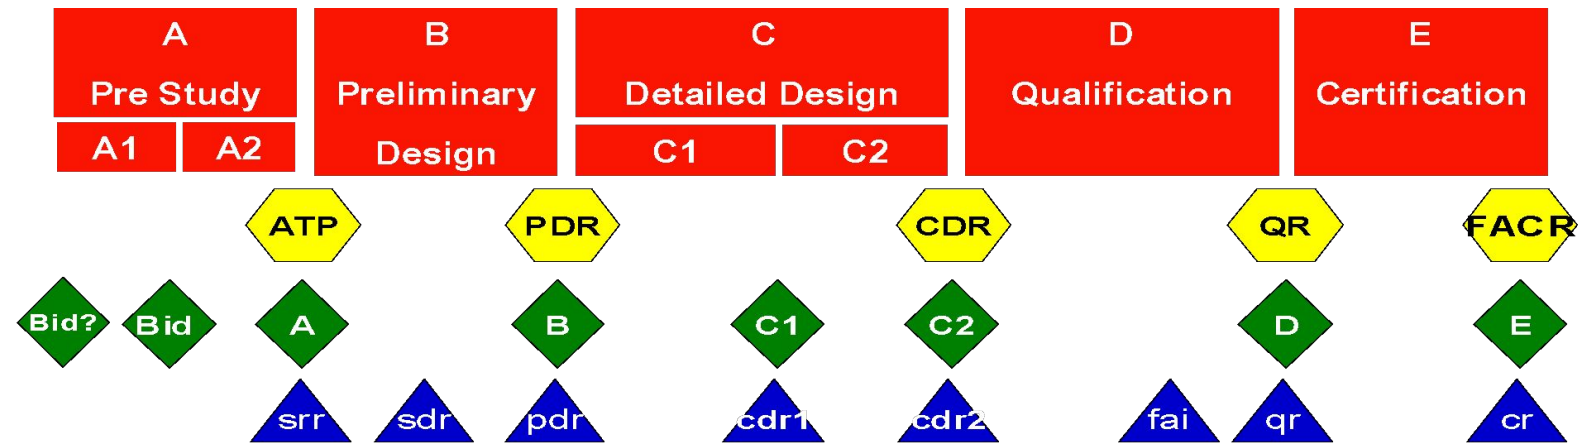 A
Pre Study
A1
A2
B
Preliminary
Design
C
Detailed Design
C1
C2
D
Qualification
E
Certification
ATP
PDR
CDR
QR
FACR
Bid?
Bid
A
B
C1
C2
D
E
srr
sdr
pdr
cdr1
cdr2
fai
qr
cr